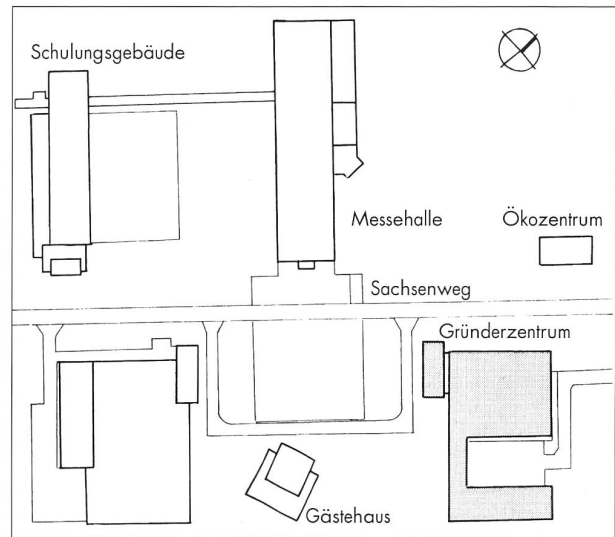 Schulungsgebäude
Messehalle
Ökozentrum
Sachsenweg
Gründerzentrum
Gästehaus